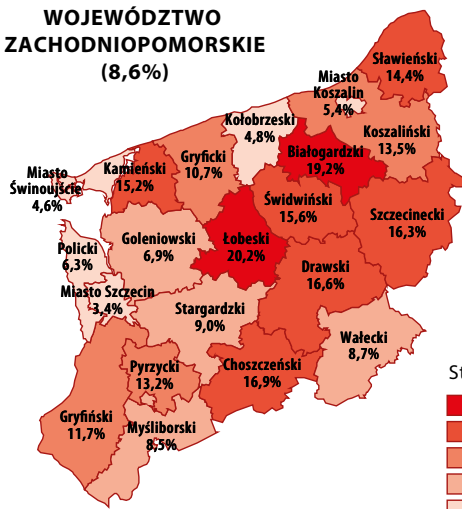 WOJEWÓDZTWO
ZACHODNIOPOMORSKIE
(8,6%)
Sławieński
14,4%
Miasto
Koszalin
5,4%
Kołobrzeski
4,8%
Koszaliński
13,5%
Białogardzki
19,2%
Gryficki
10,7%
Kamieński
15,2%
Miasto
Świnoujście
4,6%
Świdwiński
15,6%
Szczecinecki
16,3%
Policki
6,3%
Goleniowski
6,9%
Łobeski
20,2%
Drawski
16,6%
Miasto Szczecin
3,4%
Stargardzki
9,0%
Wałecki
8,7%
Pyrzycki
13,2%
Choszczeński
16,9%
Gryfiński
11,7%
Myśliborski
8,5%